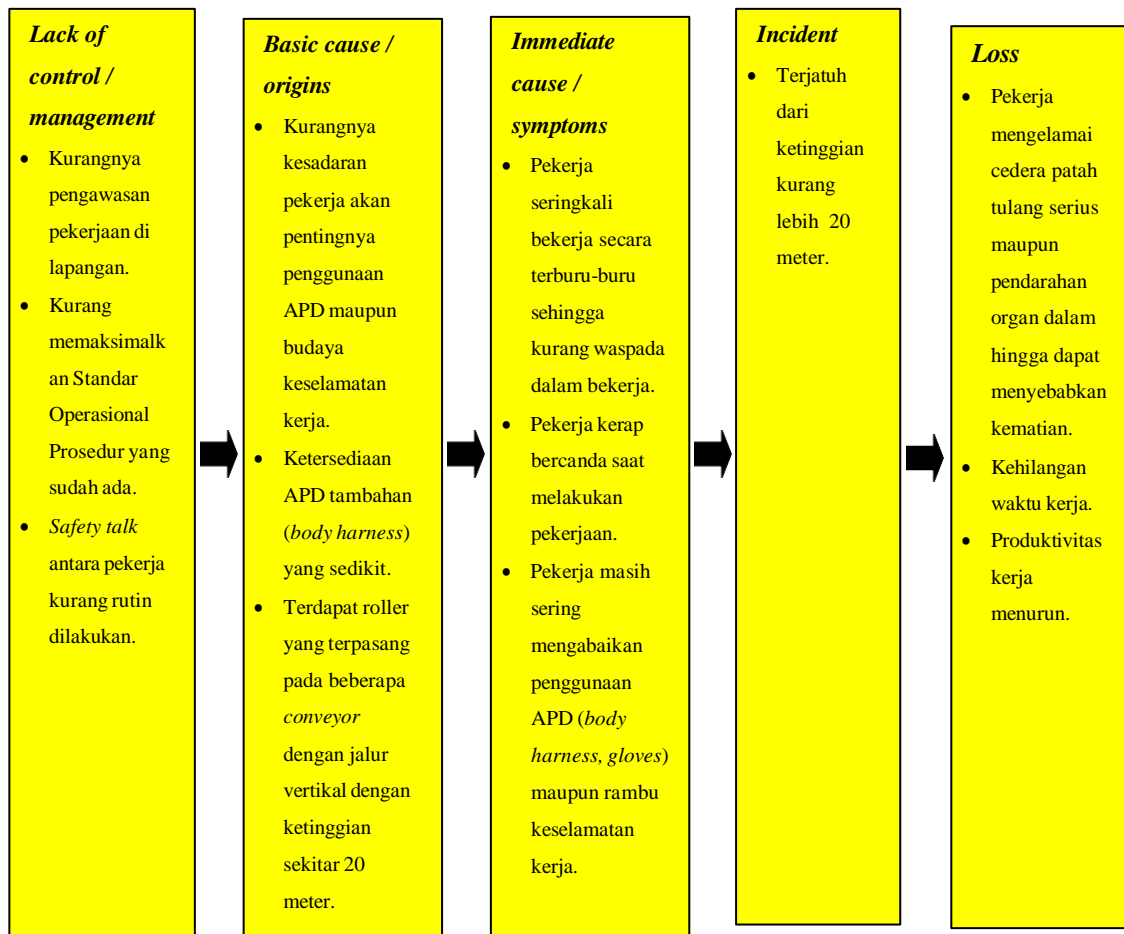 Lack of
control /
management
• Kurangnya
pengawasan
pekerjaan di
lapangan.
• Kurang
memaksimalk
an Standar
Operasional
Prosedur yang
sudah ada.
• Safety talk
antara pekerja
kurang rutin
dilakukan.
Basic cause /
origins
• Kurangnya
kesadaran
pekerja akan
pentingnya
penggunaan
APD maupun
budaya
keselamatan
kerja.
• Ketersediaan
APD tambahan
(body harness)
yang sedikit.
• Terdapat roller
yang terpasang
pada beberapa
conveyor
dengan jalur
vertikal dengan
ketinggian
sekitar 20
meter.
Immediate
cause /
symptoms
• Pekerja
seringkali
bekerja secara
terburu-buru
sehingga
kurang waspada
dalam bekerja.
• Pekerja kerap
bercanda saat
melakukan
pekerjaan.
• Pekerja masih
sering
mengabaikan
penggunaan
APD (body
harness, gloves)
maupun rambu
keselamatan
kerja.
Incident
• Terjatuh
dari
ketinggian
kurang
lebih 20
meter.
Loss
• Pekerja
mengelamai
cedera patah
tulang serius
maupun
pendarahan
organ dalam
hingga dapat
menyebabkan
kematian.
• Kehilangan
waktu kerja.
• Produktivitas
kerja
menurun.